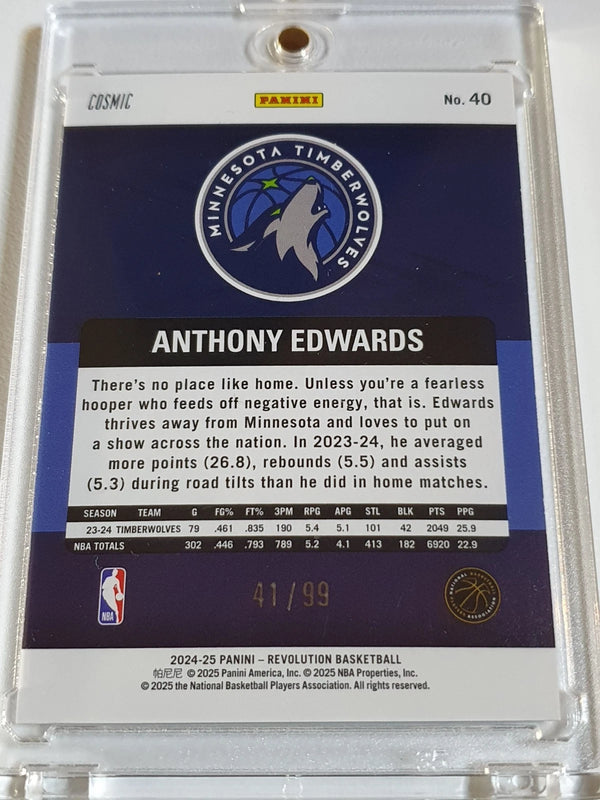 COSMIC
PANINI
No. 40
MINNESOTA TIMBERWOLVES
ANTHONY EDWARDS
There's no place like home. Unless you're a fearless
hooper who feeds off negative energy, that is. Edwards
thrives away from Minnesota and loves to put on
a show across the nation. In 2023-24, he averaged
more points (26.8), rebounds (5.5) and assists
(5.3) during road tilts than he did in home matches.
SEASON TEAM G FG% FT% 3PM RPG APG STL BLK PTS PPG
23-24 TIMBERWOLVES 79 .461 .835 190 5.4 5.1 101 42 2049 25.9
NBA TOTALS 302 .446 .793 789 5.2 4.1 413 182 6920 22.9
NBA
41/99
NATIONAL BASKETBALL PLAYERS ASSOCIATION
2024-25 PANINI – REVOLUTION BASKETBALL
帕尼尼 © 2025 Panini America, Inc. © 2025 NBA Properties, Inc.
© 2025 the National Basketball Players Association. All rights reserved.